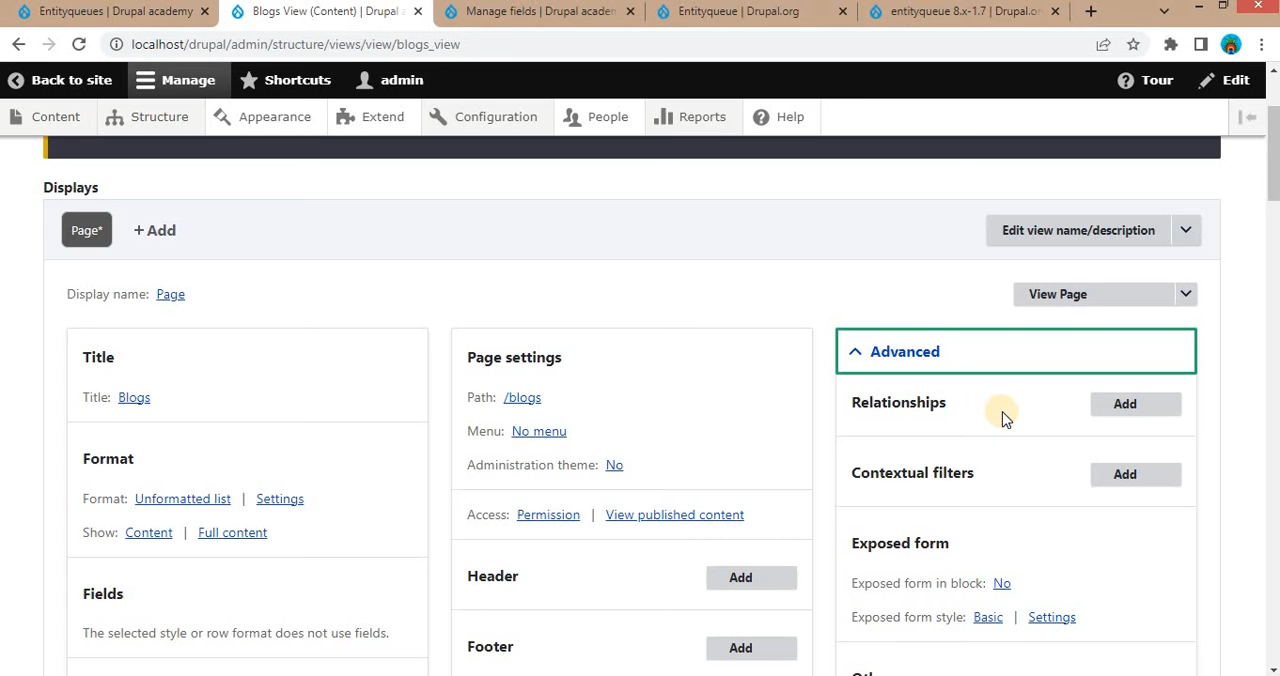 Entityqueues | Drupal academy
Blogs View (Content) | Drupal a
Manage fields | Drupal academ
Entityqueue | Drupal.org
entityqueue 8.x-1.7 | Drupal.or
localhost/drupal/admin/structure/views/view/blogs_view
Back to site
Manage
Shortcuts
admin
Tour
Edit
Content
Structure
Appearance
Extend
Configuration
People
Reports
Help
Displays
Page*
+ Add
Edit view name/description
Display name: Page
View Page
Title
Title: Blogs
Format
Format: Unformatted list | Settings
Show: Content | Full content
Fields
The selected style or row format does not use fields.
Page settings
Path: /blogs
Menu: No menu
Administration theme: No
Access: Permission | View published content
Header
Add
Footer
Add
Advanced
Relationships
Add
Contextual filters
Add
Exposed form
Exposed form in block: No
Exposed form style: Basic | Settings